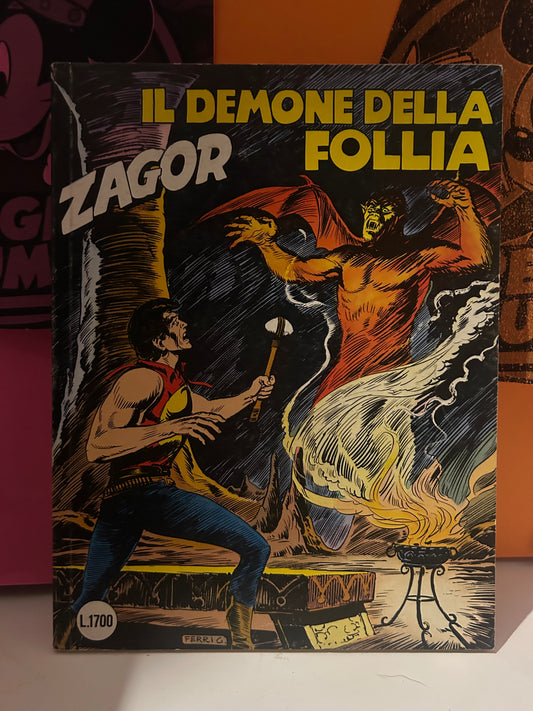 IL DEMONE DELLA
FOLLIA
ZAGOR
L.1700
FERRI G.